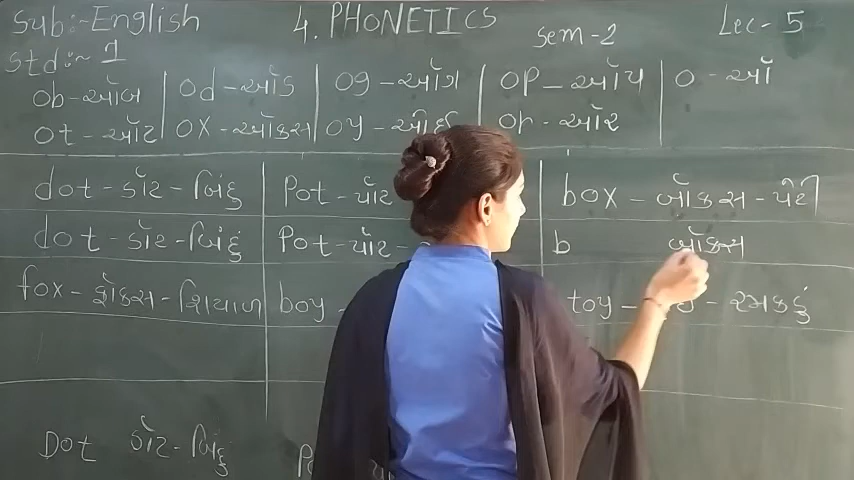 Sub:-English 4. PHONETICS Sem-2 Lec-5
Std:~1
ob-ઑબ od-ઑડ og-ઑગ op-ઑપ o-ઑ
ot-ઑટ ox-ઑક્સ oy-ઑઈ or-ઑર
dot-ડૉટ-બિંદુ Pot-પૉટ box-બૉક્સ-પેટી
dot-ડૉટ-બિંદુ Pot-પૉટ- b બૉક્સ
fox-ફૉક્સ-શિયાળ boy- toy- -રમકડું
Dot ડૉટ-બિંદુ